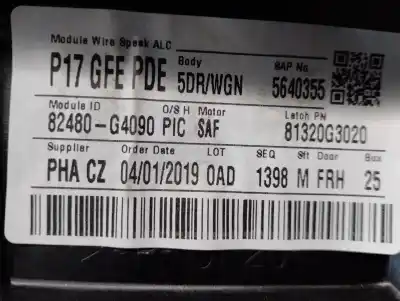 Module Wire Speak ALC Body SAP No
P17 GFE PDE 5DR/WGN 5640355
Module ID O/S H Motor Latch PN
82480-G4090 PIC SAF 81320G3020
Supplier Order Date LOT SEQ Sft Door Box
PHA CZ 04/01/2019 0AD 1398 M FRH 25